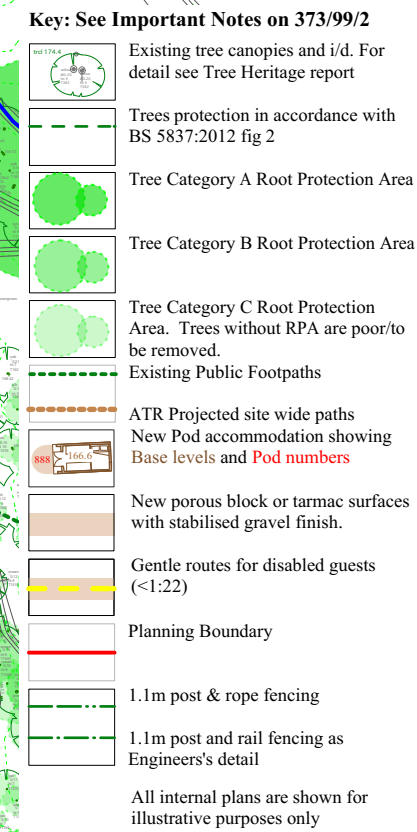 Key: See Important Notes on 373/99/2
trcl 174.4
Existing tree canopies and i/d. For
detail see Tree Heritage report
Trees protection in accordance with
BS 5837:2012 fig 2
Tree Category A Root Protection Area
Tree Category B Root Protection Area
Tree Category C Root Protection
Area. Trees without RPA are poor/to
be removed.
Existing Public Footpaths
ATR Projected site wide paths
New Pod accommodation showing
Base levels and Pod numbers
888 166.6
New porous block or tarmac surfaces
with stabilised gravel finish.
Gentle routes for disabled guests
(<1:22)
Planning Boundary
1.1m post & rope fencing
1.1m post and rail fencing as
Engineers's detail
All internal plans are shown for
illustrative purposes only